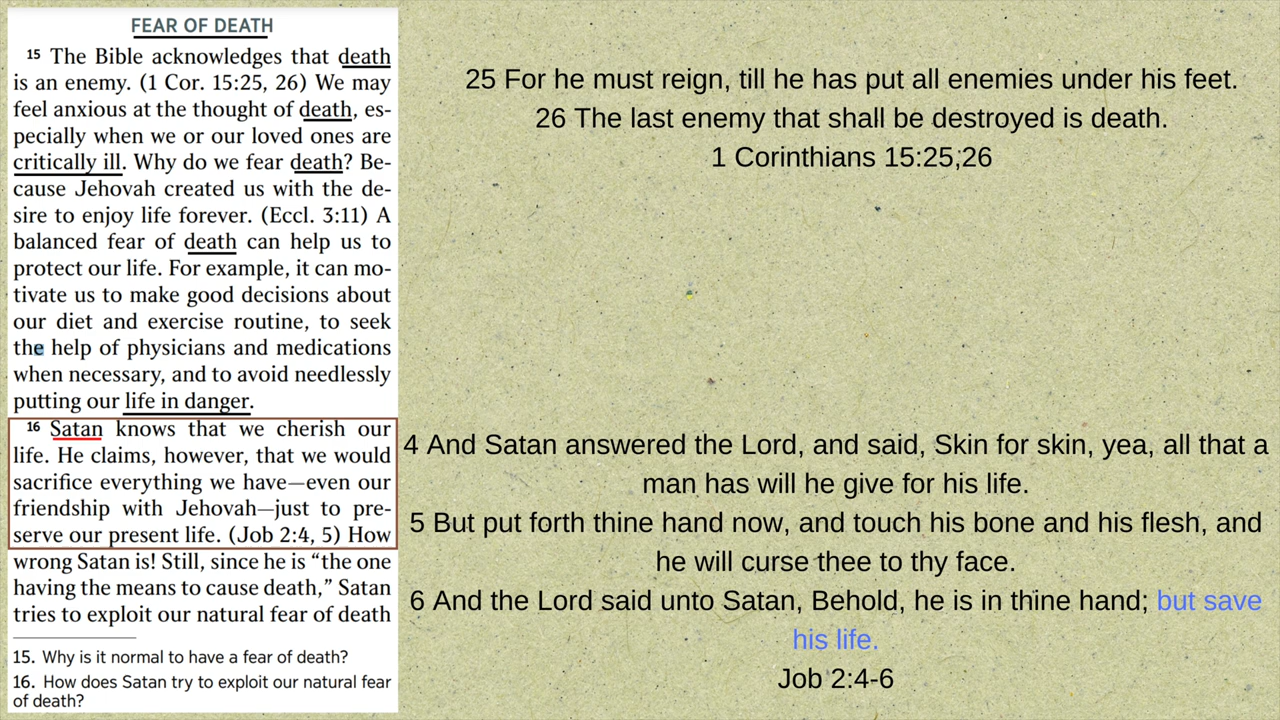 FEAR OF DEATH
15 The Bible acknowledges that death
is an enemy. (1 Cor. 15:25, 26) We may
feel anxious at the thought of death, es-
pecially when we or our loved ones are
critically ill. Why do we fear death? Be-
cause Jehovah created us with the de-
sire to enjoy life forever. (Eccl. 3:11) A
balanced fear of death can help us to
protect our life. For example, it can mo-
tivate us to make good decisions about
our diet and exercise routine, to seek
the help of physicians and medications
when necessary, and to avoid needlessly
putting our life in danger.
16 Satan knows that we cherish our
life. He claims, however, that we would
sacrifice everything we have—even our
friendship with Jehovah—just to pre-
serve our present life. (Job 2:4, 5) How
wrong Satan is! Still, since he is “the one
having the means to cause death,” Satan
tries to exploit our natural fear of death
15. Why is it normal to have a fear of death?
16. How does Satan try to exploit our natural fear
of death?
25 For he must reign, till he has put all enemies under his feet.
26 The last enemy that shall be destroyed is death.
1 Corinthians 15:25;26
4 And Satan answered the Lord, and said, Skin for skin, yea, all that a
man has will he give for his life.
5 But put forth thine hand now, and touch his bone and his flesh, and
he will curse thee to thy face.
6 And the Lord said unto Satan, Behold, he is in thine hand; but save
his life.
Job 2:4-6